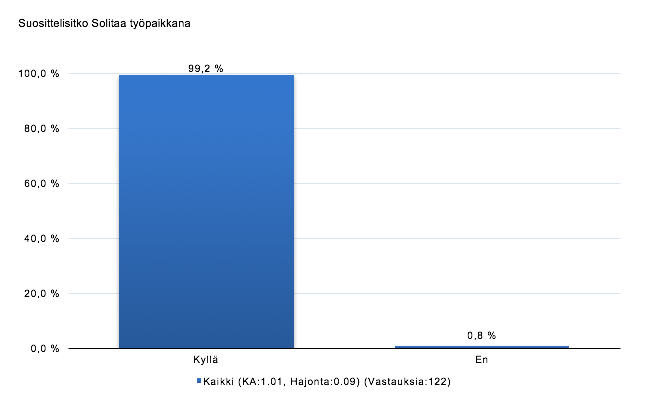 Suosittelisitko Solitaa työpaikkana
99,2 %
100,0 %
80,0 %
60,0 %
40,0 %
20,0 %
0,8 %
0,0 %
Kyllä
En
Kaikki (KA:1.01, Hajonta:0.09) (Vastauksia:122)